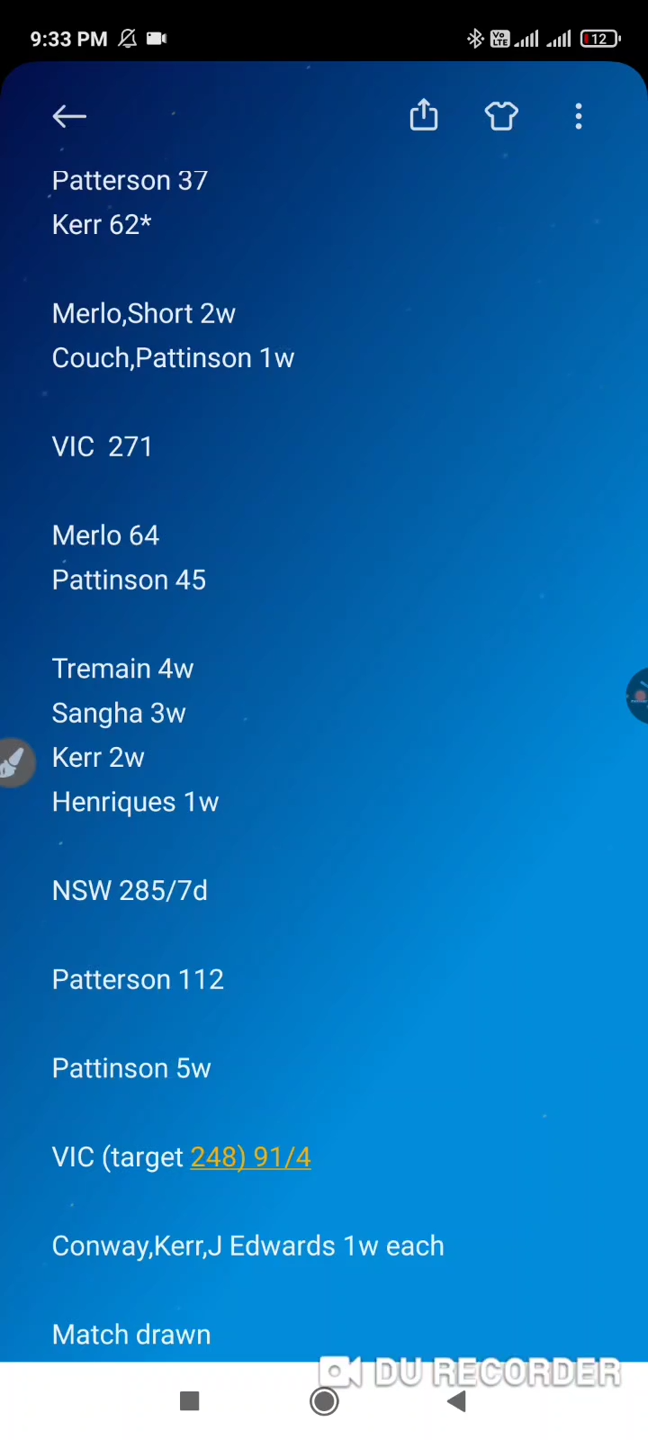 9:33 PM
Vo LTE
12
Patterson 37
Kerr 62*
Merlo,Short 2w
Couch,Pattinson 1w
VIC  271
Merlo 64
Pattinson 45
Tremain 4w
Sangha 3w
Kerr 2w
Henriques 1w
NSW 285/7d
Patterson 112
Pattinson 5w
VIC (target 248) 91/4
Conway,Kerr,J Edwards 1w each
Match drawn
DU RECORDER